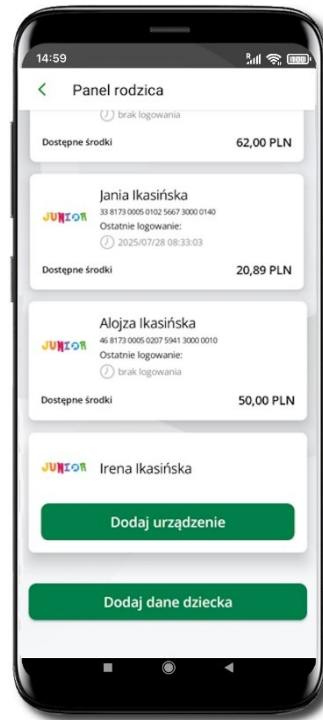 14:59
Panel rodzica
brak logowania
Dostępne środki 62,00 PLN
Jania Ikasińska
JUNIOR
33 8173 0005 0102 5667 3000 0140
Ostatnie logowanie:
2025/07/28 08:33:03
Dostępne środki 20,89 PLN
Alojza Ikasińska
JUNIOR
46 8173 0005 0207 5941 3000 0010
Ostatnie logowanie:
brak logowania
Dostępne środki 50,00 PLN
JUNIOR Irena Ikasińska
Dodaj urządzenie
Dodaj dane dziecka